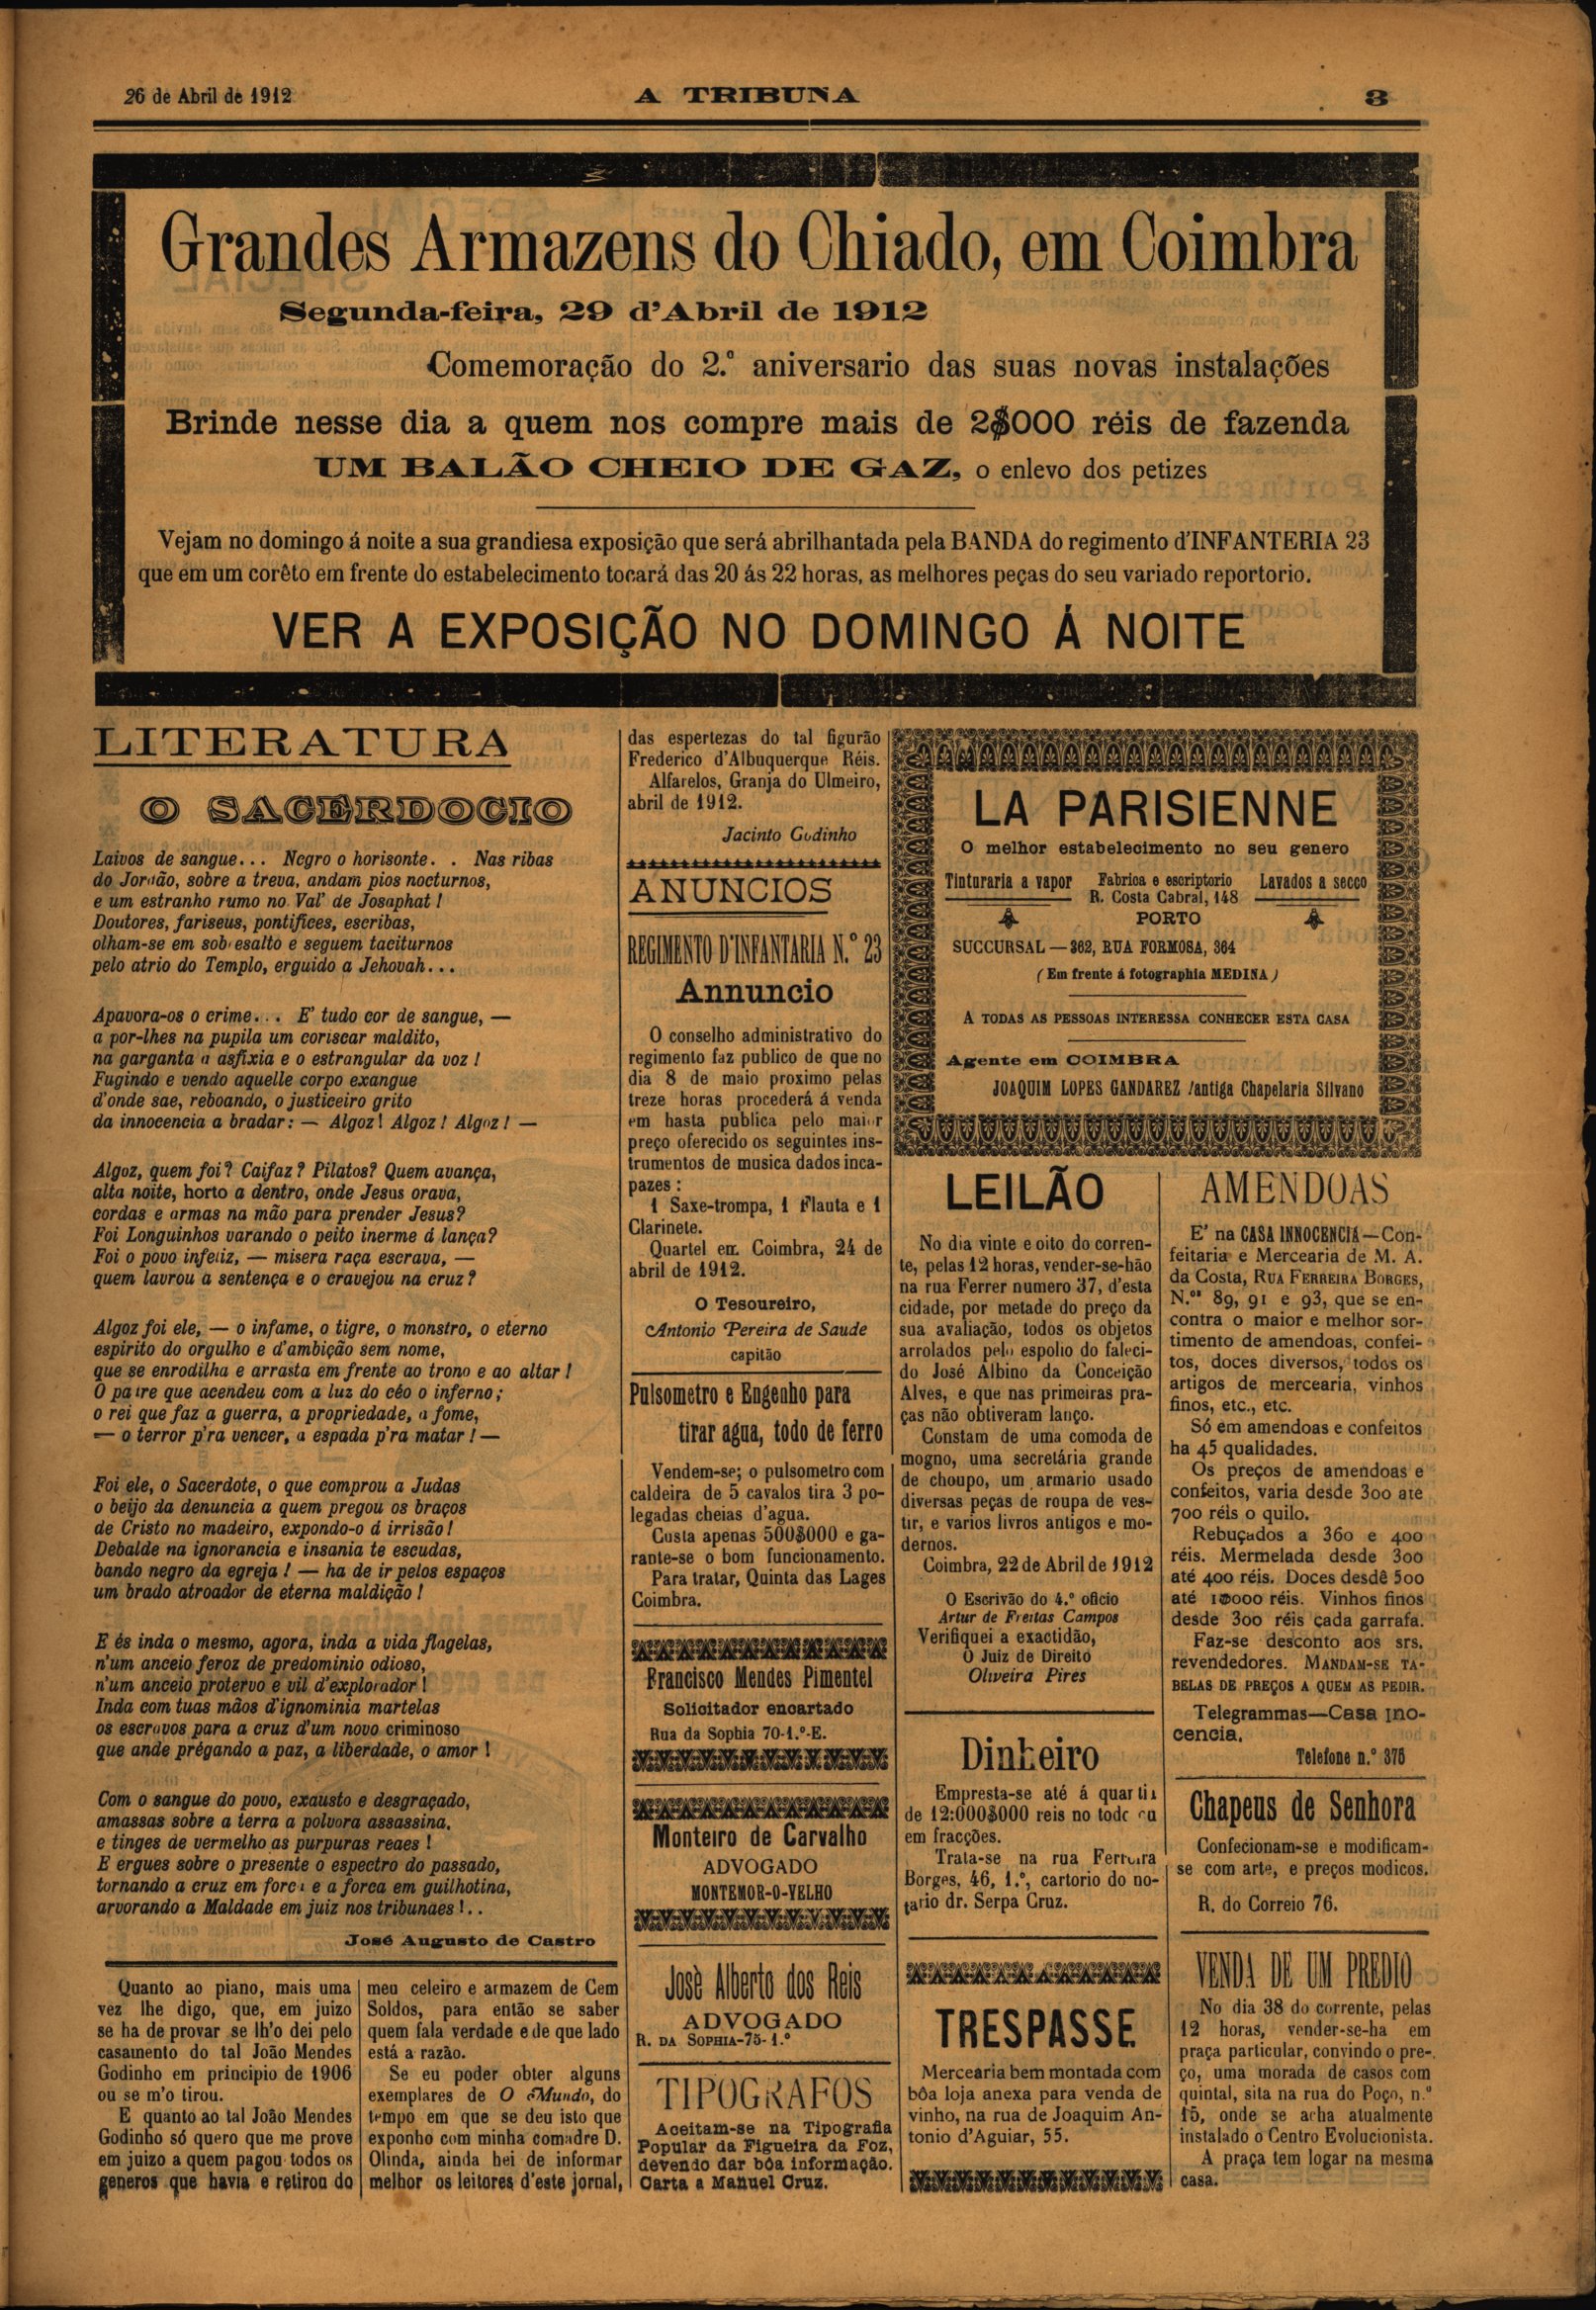 26 de Abril de 1912
A TRIBUNA
3
Grandes Armazens do Chiado, em Coimbra
Segunda-feira, 29 d'Abril de 1912
Comemoração do 2.º aniversario das suas novas instalações
Brinde nesse dia a quem nos compre mais de 2$000 réis de fazenda
UM BALÃO CHEIO DE GAZ, o enlevo dos petizes
Vejam no domingo á noite a sua grandiesa exposição que será abrilhantada pela BANDA do regimento d'INFANTERIA 23
que em um corêto em frente do estabelecimento tocará das 20 ás 22 horas, as melhores peças do seu variado reportorio.
VER A EXPOSIÇÃO NO DOMINGO Á NOITE
LITERATURA
O SACERDOCIO
Laivos de sangue... Negro o horisonte. . Nas ribas
do Jordão, sobre a treva, andam pios nocturnos,
e um estranho rumo no Val' de Josaphat!
Doutores, fariseus, pontifices, escribas,
olham-se em sobresalto e seguem taciturnos
pelo atrio do Templo, erguido a Jehovah...
Apavora-os o crime... E' tudo cor de sangue, —
a por-lhes na pupila um coriscar maldito,
na garganta a asfixia e o estrangular da voz!
Fugindo e vendo aquelle corpo exangue
d'onde sae, reboando, o justiceiro grito
da innocencia a bradar: — Algoz! Algoz! Algoz! —
Algoz, quem foi? Caifaz? Pilatos? Quem avança,
alta noite, horto a dentro, onde Jesus orava,
cordas e armas na mão para prender Jesus?
Foi Longuinhos varando o peito inerme á lança?
Foi o povo infeliz, — misera raça escrava, —
quem lavrou a sentença e o cravejou na cruz?
Algoz foi ele, — o infame, o tigre, o monstro, o eterno
espirito do orgulho e d'ambição sem nome,
que se enrodilha e arrasta em frente ao trono e ao altar!
O padre que acendeu com a luz do céo o inferno;
o rei que faz a guerra, a propriedade, a fome,
— o terror p'ra vencer, a espada p'ra matar! —
Foi ele, o Sacerdote, o que comprou a Judas
o beijo da denuncia a quem pregou os braços
de Cristo no madeiro, expondo-o á irrisão!
Debalde na ignorancia e insania te escudas,
bando negro da egreja! — ha de ir pelos espaços
um brado atroador de eterna maldição!
E és inda o mesmo, agora, inda a vida flagelas,
n'um anceio feroz de predominio odioso,
n'um anceio protervo e vil d'explorador!
Inda com tuas mãos d'ignominia martelas
os escravos para a cruz d'um novo criminoso
que ande prégando a paz, a liberdade, o amor!
Com o sangue do povo, exausto e desgraçado,
amassas sobre a terra a polvora assassina,
e tinges de vermelho as purpuras reaes!
E ergues sobre o presente o espectro do passado,
tornando a cruz em forca e a forca em guilhotina,
arvorando a Maldade em juiz nos tribunaes!..
José Augusto de Castro
Quanto ao piano, mais uma
vez lhe digo, que, em juizo
se ha de provar se lh'o dei pelo
casamento do tal João Mendes
Godinho em principio de 1906
ou se m'o tirou.
E quanto ao tal João Mendes
Godinho só quero que me prove
em juizo a quem pagou todos os
generos que havia e retirou do
meu celeiro e armazem de Cem
Soldos, para então se saber
quem fala verdade e de que lado
está a razão.
Se eu poder obter alguns
exemplares de O Mundo, do
tempo em que se deu isto que
exponho com minha comadre D.
Olinda, ainda hei de informar
melhor os leitores d'este jornal,
das espertezas do tal figurão
Frederico d'Albuquerque Réis.
Alfarelos, Granja do Ulmeiro,
abril de 1912.
Jacinto Godinho
ANUNCIOS
REGIMENTO D'INFANTARIA N.º 23
Annuncio
O conselho administrativo do
regimento faz publico de que no
dia 8 de maio proximo pelas
treze horas procederá á venda
em hasta publica pelo maior
preço oferecido os seguintes ins-
trumentos de musica dados inca-
pazes:
1 Saxe-trompa, 1 Flauta e 1
Clarinete.
Quartel em Coimbra, 24 de
abril de 1912.
O Tesoureiro,
Antonio Pereira de Saude
capitão
Pulsometro e Engenho para
tirar agua, todo de ferro
Vendem-se; o pulsometro com
caldeira de 5 cavalos tira 3 po-
legadas cheias d'agua.
Custa apenas 500$000 e ga-
rante-se o bom funcionamento.
Para tratar, Quinta das Lages
Coimbra.
Francisco Mendes Pimentel
Solicitador encartado
Rua da Sophia 70-1.º-E.
Monteiro de Carvalho
ADVOGADO
MONTEMOR-O-VELHO
José Alberto dos Reis
ADVOGADO
R. DA SOPHIA-75-1.º
TIPOGRAFOS
Aceitam-se na Tipografia
Popular da Figueira da Foz,
devendo dar bôa informação.
Carta a Manuel Cruz.
LA PARISIENNE
O melhor estabelecimento no seu genero
Tinturaria a vapor
Fabrica e escriptorio
R. Costa Cabral, 148
PORTO
Lavados a secco
SUCCURSAL — 362, RUA FORMOSA, 364
(Em frente á fotographia MEDINA)
A TODAS AS PESSOAS INTERESSA CONHECER ESTA CASA
Agente em COIMBRA
JOAQUIM LOPES GANDAREZ /antiga Chapelaria Silvano
LEILÃO
No dia vinte e oito do corren-
te, pelas 12 horas, vender-se-hão
na rua Ferrer numero 37, d'esta
cidade, por metade do preço da
sua avaliação, todos os objetos
arrolados pelo espolio do faleci-
do José Albino da Conceição
Alves, e que nas primeiras pra-
ças não obtiveram lanço.
Constam de uma comoda de
mogno, uma secretária grande
de choupo, um armario usado
diversas peças de roupa de ves-
tir, e varios livros antigos e mo-
dernos.
Coimbra, 22 de Abril de 1912
O Escrivão do 4.º oficio
Artur de Freitas Campos
Verifiquei a exactidão,
O Juiz de Direito
Oliveira Pires
Dinheiro
Empresta-se até á quartia
de 12:000$000 reis no todo ou
em fracções.
Trata-se na rua Ferreira
Borges, 46, 1.º, cartorio do no-
tario dr. Serpa Cruz.
TRESPASSE
Mercearia bem montada com
bôa loja anexa para venda de
vinho, na rua de Joaquim An-
tonio d'Aguiar, 55.
AMENDOAS
E' na CASA INNOCENCIA—Con-
feitaria e Mercearia de M. A.
da Costa, RUA FERREIRA BORGES,
N.ºs 89, 91 e 93, que se en-
contra o maior e melhor sor-
timento de amendoas, confei-
tos, doces diversos, todos os
artigos de mercearia, vinhos
finos, etc., etc.
Só em amendoas e confeitos
ha 45 qualidades.
Os preços de amendoas e
confeitos, varia desde 300 até
700 réis o quilo.
Rebuçados a 360 e 400
réis. Mermelada desde 300
até 400 réis. Doces desdê 500
até 1$000 réis. Vinhos finos
desde 300 réis cada garrafa.
Faz-se desconto aos srs.
revendedores. MANDAM-SE TA-
BELAS DE PREÇOS A QUEM AS PEDIR.
Telegrammas—Casa Ino-
cencia.
Telefone n.º 375
Chapeus de Senhora
Confecionam-se e modificam-
se com arte, e preços modicos.
R. do Correio 76.
VENDA DE UM PREDIO
No dia 38 do corrente, pelas
12 horas, vender-se-ha em
praça particular, convindo o pre-
ço, uma morada de casos com
quintal, sita na rua do Poço, n.º
15, onde se acha atualmente
instalado o Centro Evolucionista.
A praça tem logar na mesma
casa.